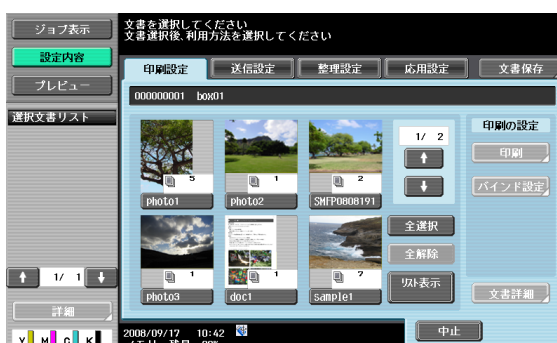 ジョブ表示
文書を選択してください
文書選択後、利用方法を選択してください
設定内容
印刷設定
送信設定
整理設定
応用設定
文書保存
プレビュー
000000001 box01
選択文書リスト
印刷の設定
1/ 2
印刷
バインド設定
5
1
2
photo1
photo2
SMFP0808191
全選択
全解除
リスト表示
1/ 1
1
1
7
photo3
doc1
sample1
文書詳細
詳細
2008/09/17 10:42
中止
Y M C K